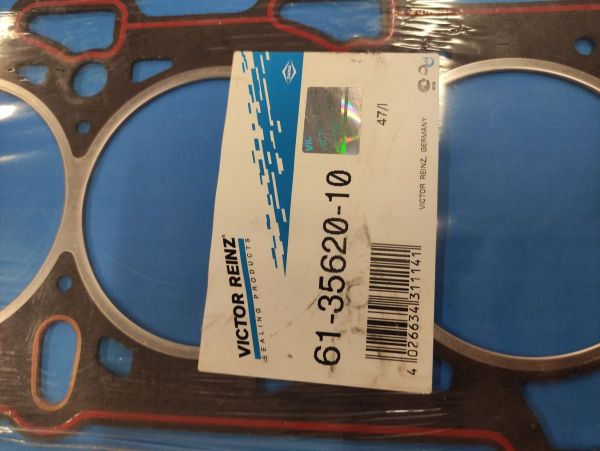 VICTOR REINZ®
SEALING PRODUCTS
61-35620-10
47/I
4 026634 311141
VICTOR REINZ, GERMANY